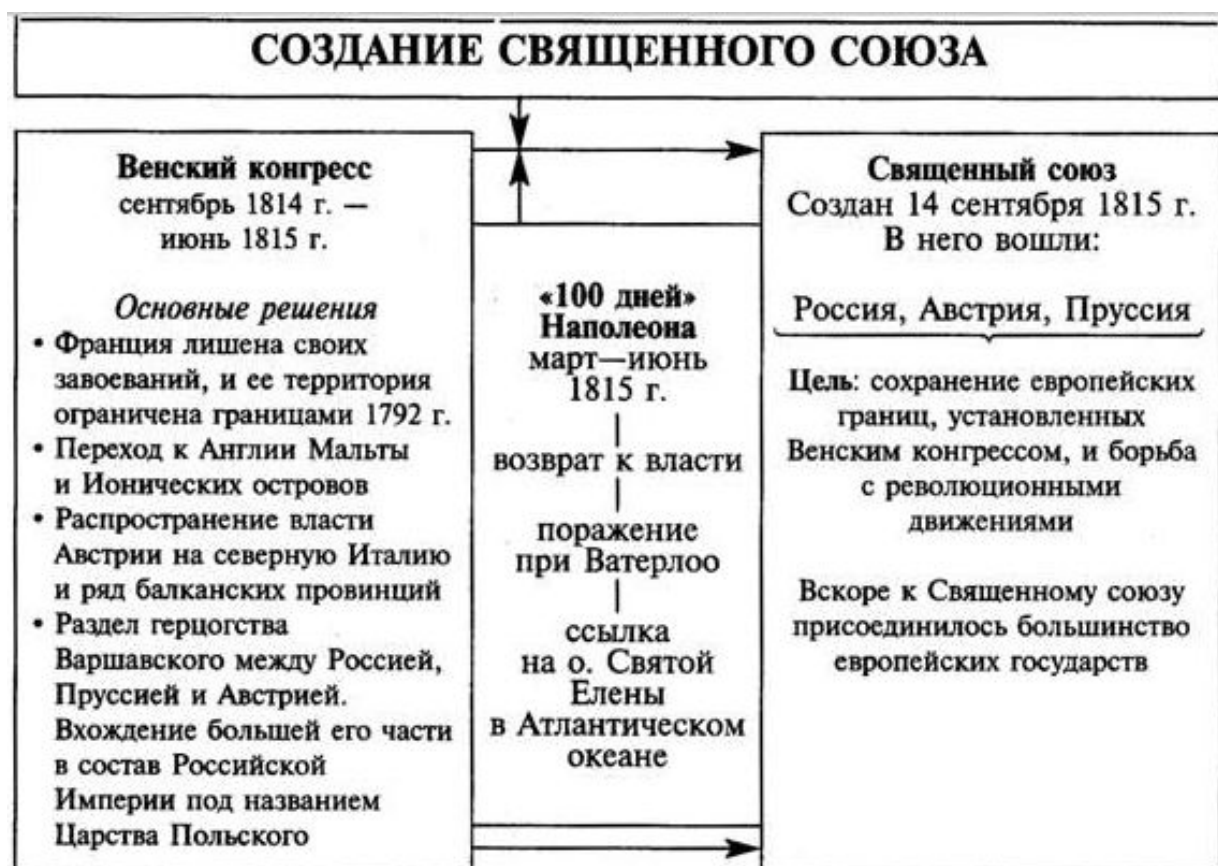 СОЗДАНИЕ СВЯЩЕННОГО СОЮЗА
Венский конгресс
сентябрь 1814 г. —
июнь 1815 г.
Основные решения
• Франция лишена своих
завоеваний, и ее территория
ограничена границами 1792 г.
• Переход к Англии Мальты
и Ионических островов
• Распространение власти
Австрии на северную Италию
и ряд балканских провинций
• Раздел герцогства
Варшавского между Россией,
Пруссией и Австрией.
Вхождение большей его части
в состав Российской
Империи под названием
Царства Польского
«100 дней»
Наполеона
март—июнь
1815 г.
возврат к власти
поражение
при Ватерлоо
ссылка
на о. Святой
Елены
в Атлантическом
океане
Священный союз
Создан 14 сентября 1815 г.
В него вошли:
Россия, Австрия, Пруссия
Цель: сохранение европейских
границ, установленных
Венским конгрессом, и борьба
с революционными
движениями
Вскоре к Священному союзу
присоединилось большинство
европейских государств